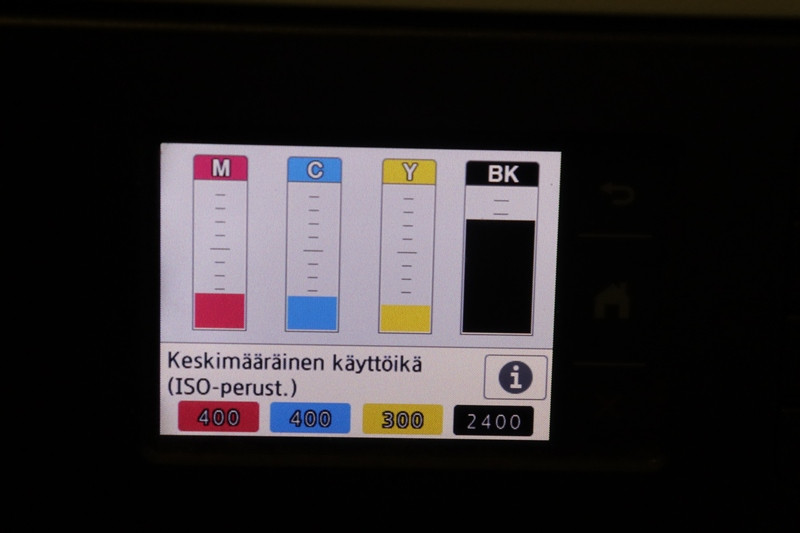 M C Y BK
Keskimääräinen käyttöikä
(ISO-perust.)
400 400 300 2400